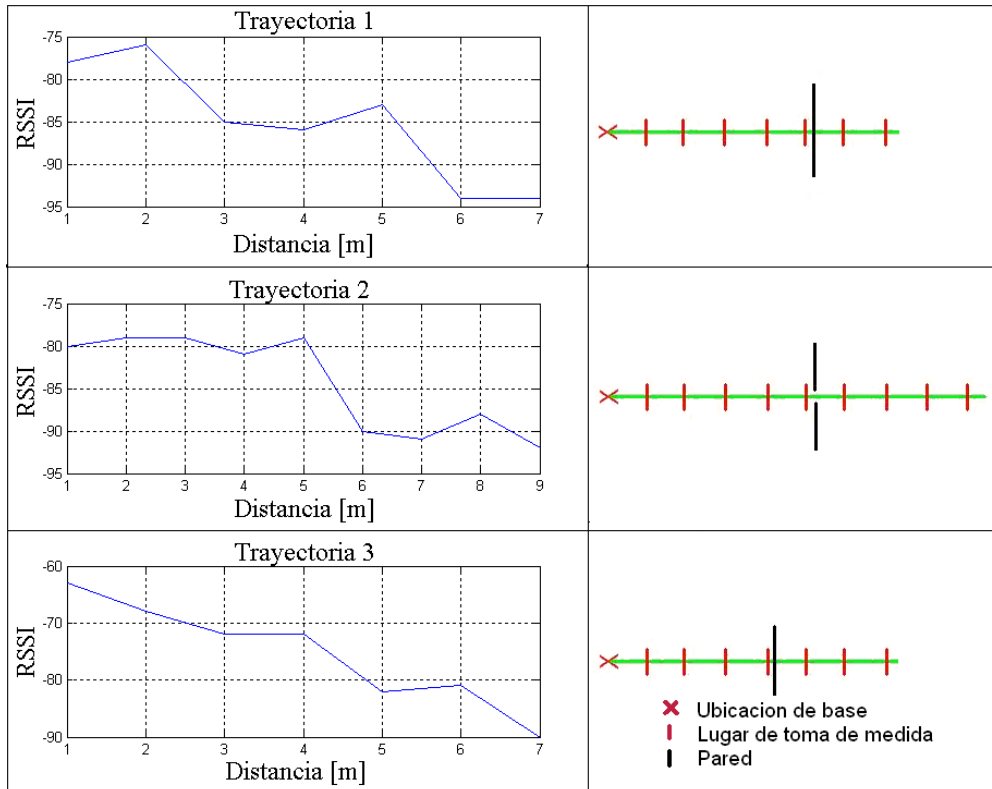 Trayectoria 1
-75
-80
-85
-90
-95
RSSI
1 2 3 4 5 6 7
Distancia [m]
Trayectoria 2
-75
-80
-85
-90
-95
RSSI
1 2 3 4 5 6 7 8 9
Distancia [m]
Trayectoria 3
-60
-70
-80
-90
RSSI
1 2 3 4 5 6 7
Distancia [m]
Ubicacion de base
Lugar de toma de medida
Pared